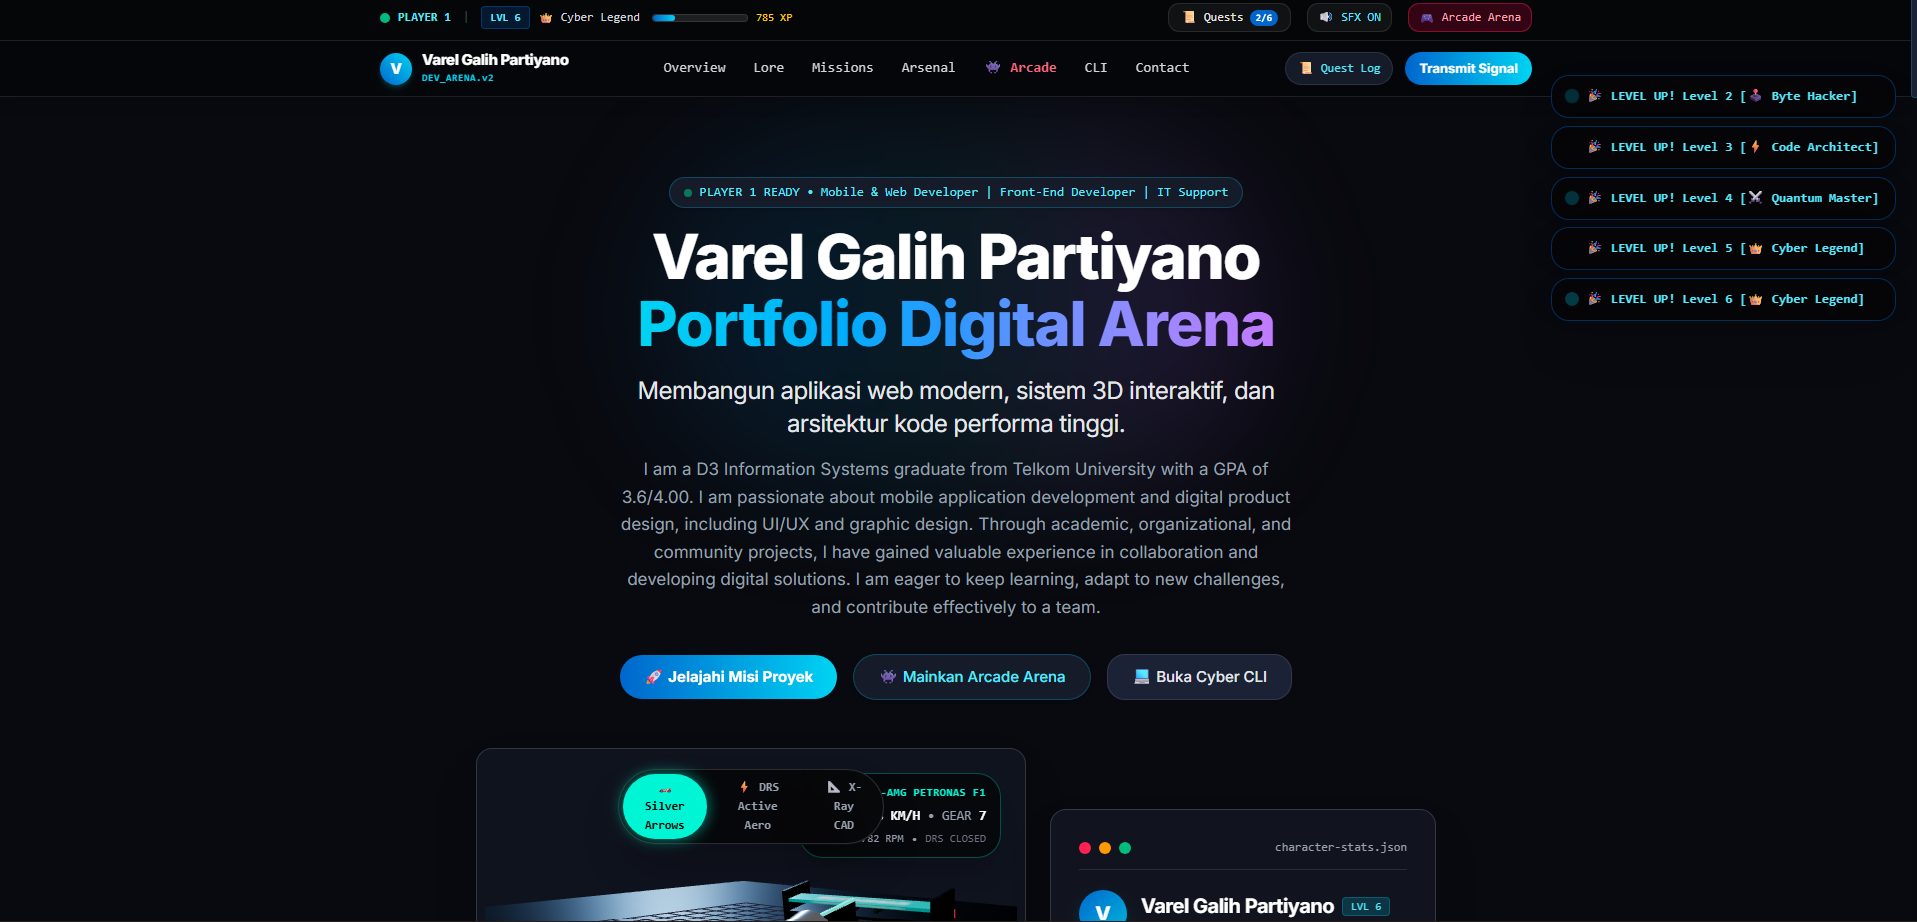 PLAYER 1 | LVL 6 Cyber Legend 785 XP
Quests 2/6 SFX ON Arcade Arena
V Varel Galih Partiyano
DEV_ARENA.v2
Overview Lore Missions Arsenal Arcade CLI Contact
Quest Log Transmit Signal
LEVEL UP! Level 2 [ Byte Hacker]
LEVEL UP! Level 3 [ Code Architect]
LEVEL UP! Level 4 [ Quantum Master]
LEVEL UP! Level 5 [ Cyber Legend]
LEVEL UP! Level 6 [ Cyber Legend]
PLAYER 1 READY • Mobile & Web Developer | Front-End Developer | IT Support
Varel Galih Partiyano
Portfolio Digital Arena
Membangun aplikasi web modern, sistem 3D interaktif, dan
arsitektur kode performa tinggi.
I am a D3 Information Systems graduate from Telkom University with a GPA of
3.6/4.00. I am passionate about mobile application development and digital product
design, including UI/UX and graphic design. Through academic, organizational, and
community projects, I have gained valuable experience in collaboration and
developing digital solutions. I am eager to keep learning, adapt to new challenges,
and contribute effectively to a team.
Jelajahi Misi Proyek
Mainkan Arcade Arena
Buka Cyber CLI
Silver
Arrows
DRS
Active
Aero
X-
Ray
CAD
-AMG PETRONAS F1
KM/H • GEAR 7
82 RPM • DRS CLOSED
character-stats.json
V Varel Galih Partiyano LVL 6